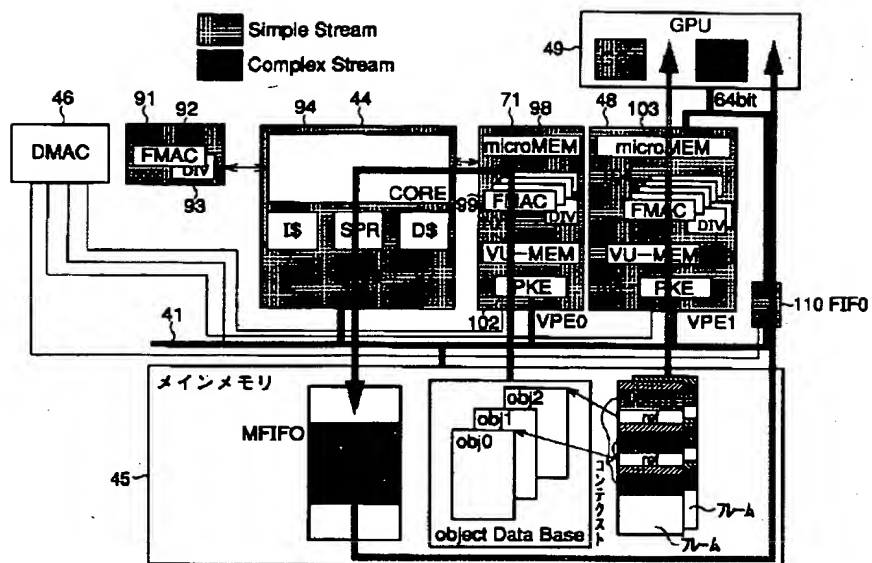 Simple Stream
Complex Stream
GPU
49
64bit
46
91
92
94
44
71
98
48
103
DMAC
FMAC
DIV
93
CORE
I$
SPR
D$
microMEM
99
FMAC
DIV
VU-MEM
PKE
102
VPE0
microMEM
FMAC
DIV
VU-MEM
PKE
VPE1
110 FIFO
41
メインメモリ
MFIFO
45
obj2
obj1
obj0
object Data Base
コンテクスト
ref
ref
フレーム
フレーム